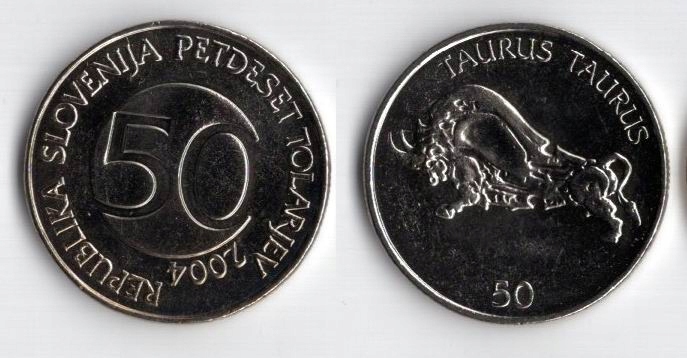 REPUBLIKA SLOVENIJA PETDESET TOLARJEV 2004
50
TAURUS TAURUS
50